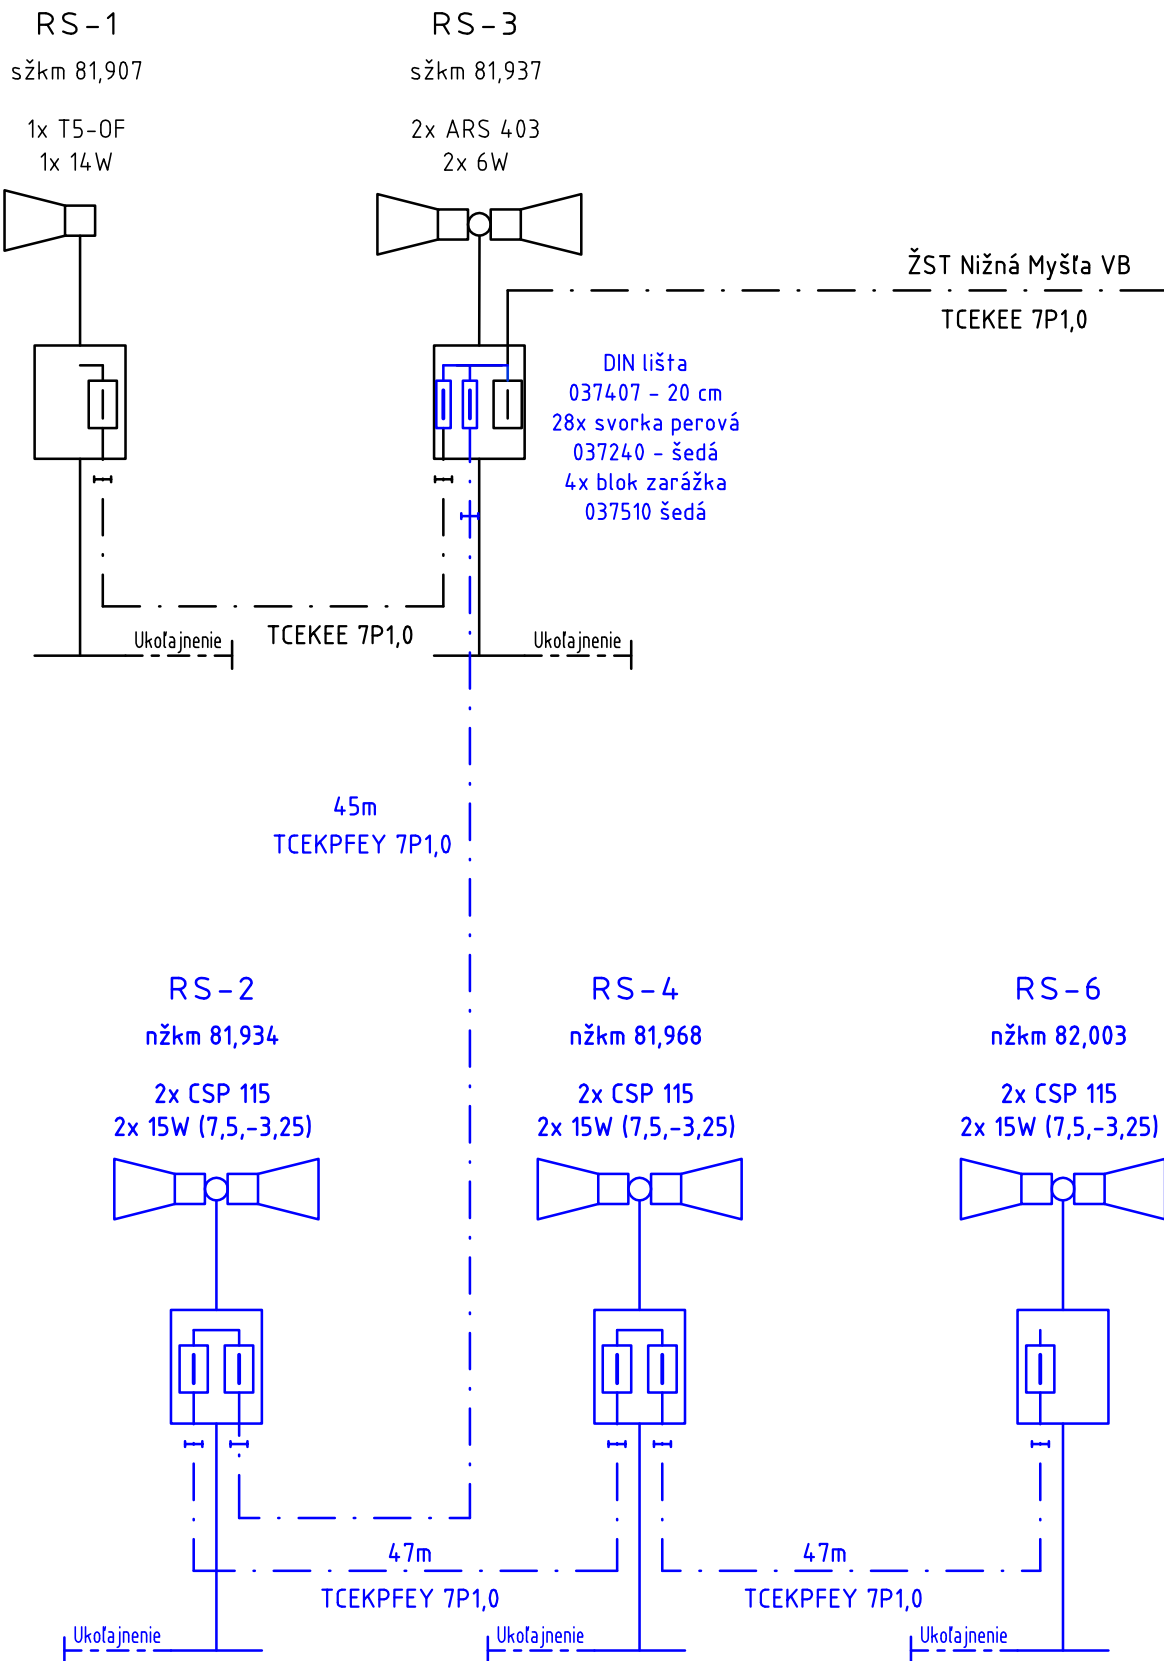 RS-1
sžkm 81,907
1x T5-OF
1x 14W
RS-3
sžkm 81,937
2x ARS 403
2x 6W
ŽST Nižná Myšľa VB
TCEKEE 7P1,0
DIN lišta
037407 - 20 cm
28x svorka perová
037240 - šedá
4x blok zarážka
037510 šedá
Ukoľajnenie
TCEKEE 7P1,0
Ukoľajnenie
45m
TCEKPFEY 7P1,0
RS-2
nžkm 81,934
2x CSP 115
2x 15W (7,5,-3,25)
RS-4
nžkm 81,968
2x CSP 115
2x 15W (7,5,-3,25)
RS-6
nžkm 82,003
2x CSP 115
2x 15W (7,5,-3,25)
47m
TCEKPFEY 7P1,0
47m
TCEKPFEY 7P1,0
Ukoľajnenie
Ukoľajnenie
Ukoľajnenie